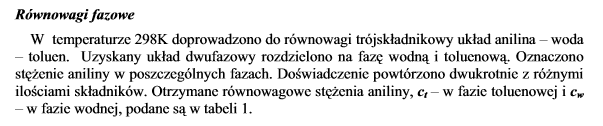 Równowagi fazowe
W temperaturze 298K doprowadzono do równowagi trójskładnikowy układ anilina – woda
– toluen. Uzyskany układ dwufazowy rozdzielono na fazę wodną i toluenową. Oznaczono
stężenie aniliny w poszczególnych fazach. Doświadczenie powtórzono dwukrotnie z różnymi
ilościami składników. Otrzymane równowagowe stężenia aniliny, cₜ – w fazie toluenowej i c_w
– w fazie wodnej, podane są w tabeli 1.